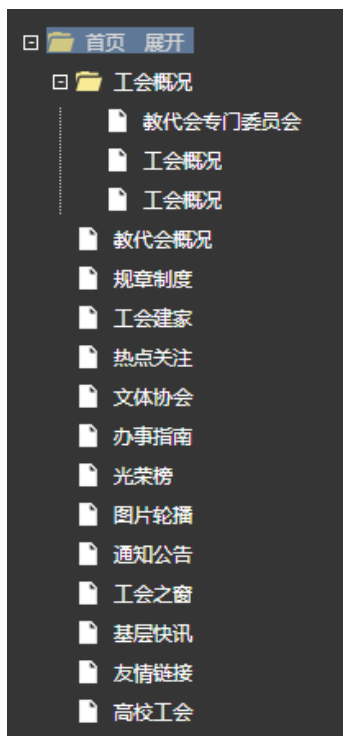 首页 展开
工会概况
教代会专门委员会
工会概况
工会概况
教代会概况
规章制度
工会建家
热点关注
文体协会
办事指南
光荣榜
图片轮播
通知公告
工会之窗
基层快讯
友情链接
高校工会